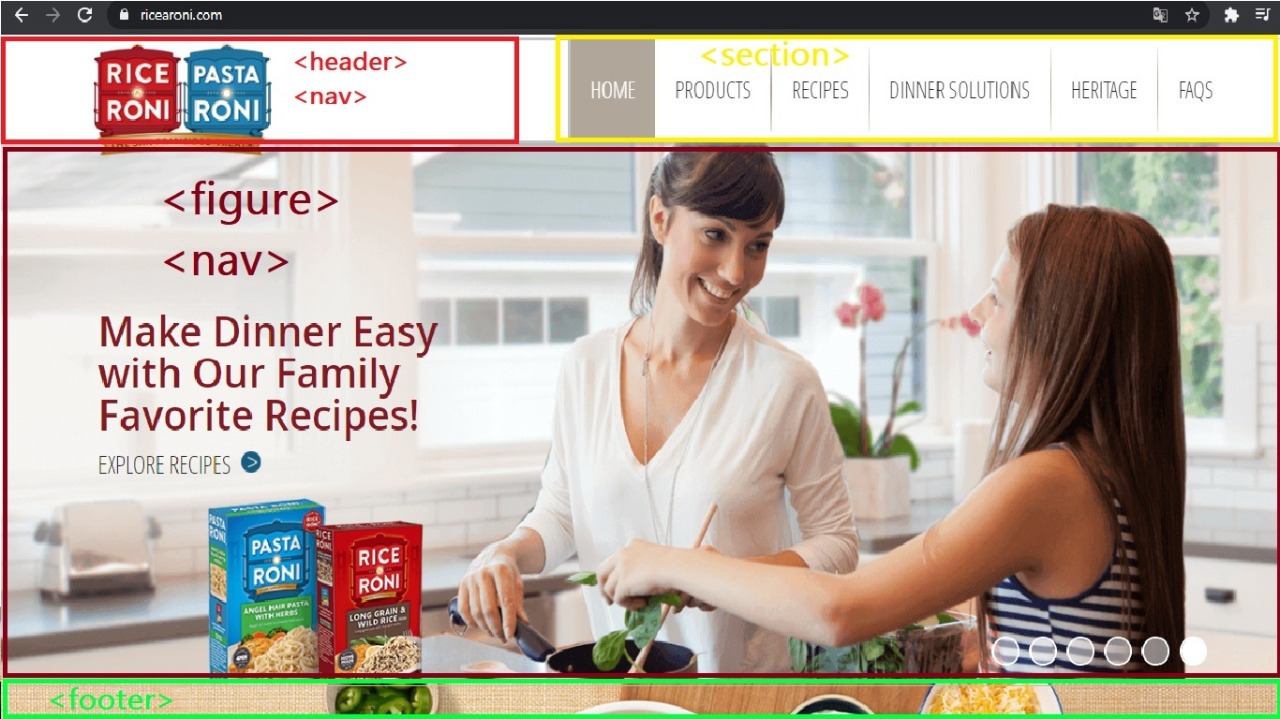 ricearoni.com
RICE PASTA
A RONI RONI
<header>
<nav>
<section>
HOME PRODUCTS RECIPES DINNER SOLUTIONS HERITAGE FAQS
<figure>
<nav>
Make Dinner Easy
with Our Family
Favorite Recipes!
EXPLORE RECIPES
PASTA
RONI
ANGEL HAIR PASTA
WITH HERBS
RICE
A
RONI
LONG GRAIN &
WILD RICE
<footer>